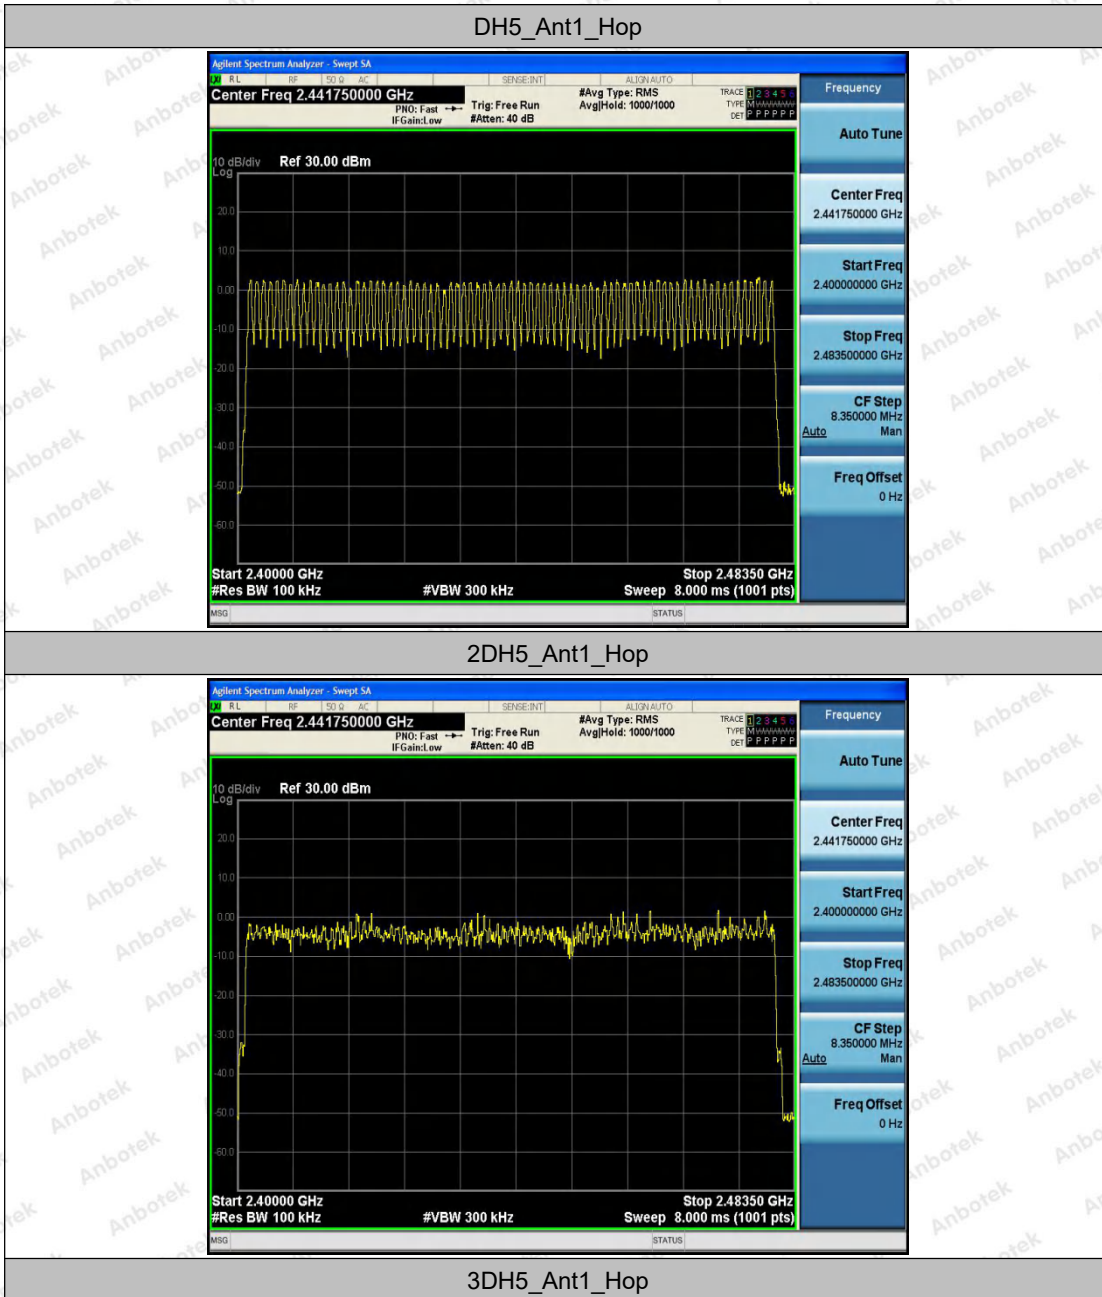 DH5_Ant1_Hop
Agilent Spectrum Analyzer - Swept SA
LXI RL RF 50 Ω AC SENSE:INT ALIGN AUTO
Center Freq 2.441750000 GHz
PNO: Fast
IFGain:Low
Trig: Free Run
#Atten: 40 dB
#Avg Type: RMS
Avg|Hold: 1000/1000
TRACE 1 2 3 4 5 6
TYPE M WWWWW
DET P P P P P P
10 dB/div
Log
Ref 30.00 dBm
20.0
10.0
0.00
-10.0
-20.0
-30.0
-40.0
-50.0
-60.0
Start 2.40000 GHz
Stop 2.48350 GHz
#Res BW 100 kHz
#VBW 300 kHz
Sweep 8.000 ms (1001 pts)
MSG
STATUS
Frequency
Auto Tune
Center Freq
2.441750000 GHz
Start Freq
2.400000000 GHz
Stop Freq
2.483500000 GHz
CF Step
8.350000 MHz
Auto Man
Freq Offset
0 Hz
2DH5_Ant1_Hop
Agilent Spectrum Analyzer - Swept SA
LXI RL RF 50 Ω AC SENSE:INT ALIGN AUTO
Center Freq 2.441750000 GHz
PNO: Fast
IFGain:Low
Trig: Free Run
#Atten: 40 dB
#Avg Type: RMS
Avg|Hold: 1000/1000
TRACE 1 2 3 4 5 6
TYPE M WWWWW
DET P P P P P P
10 dB/div
Log
Ref 30.00 dBm
20.0
10.0
0.00
-10.0
-20.0
-30.0
-40.0
-50.0
-60.0
Start 2.40000 GHz
Stop 2.48350 GHz
#Res BW 100 kHz
#VBW 300 kHz
Sweep 8.000 ms (1001 pts)
MSG
STATUS
Frequency
Auto Tune
Center Freq
2.441750000 GHz
Start Freq
2.400000000 GHz
Stop Freq
2.483500000 GHz
CF Step
8.350000 MHz
Auto Man
Freq Offset
0 Hz
3DH5_Ant1_Hop
Anbotek